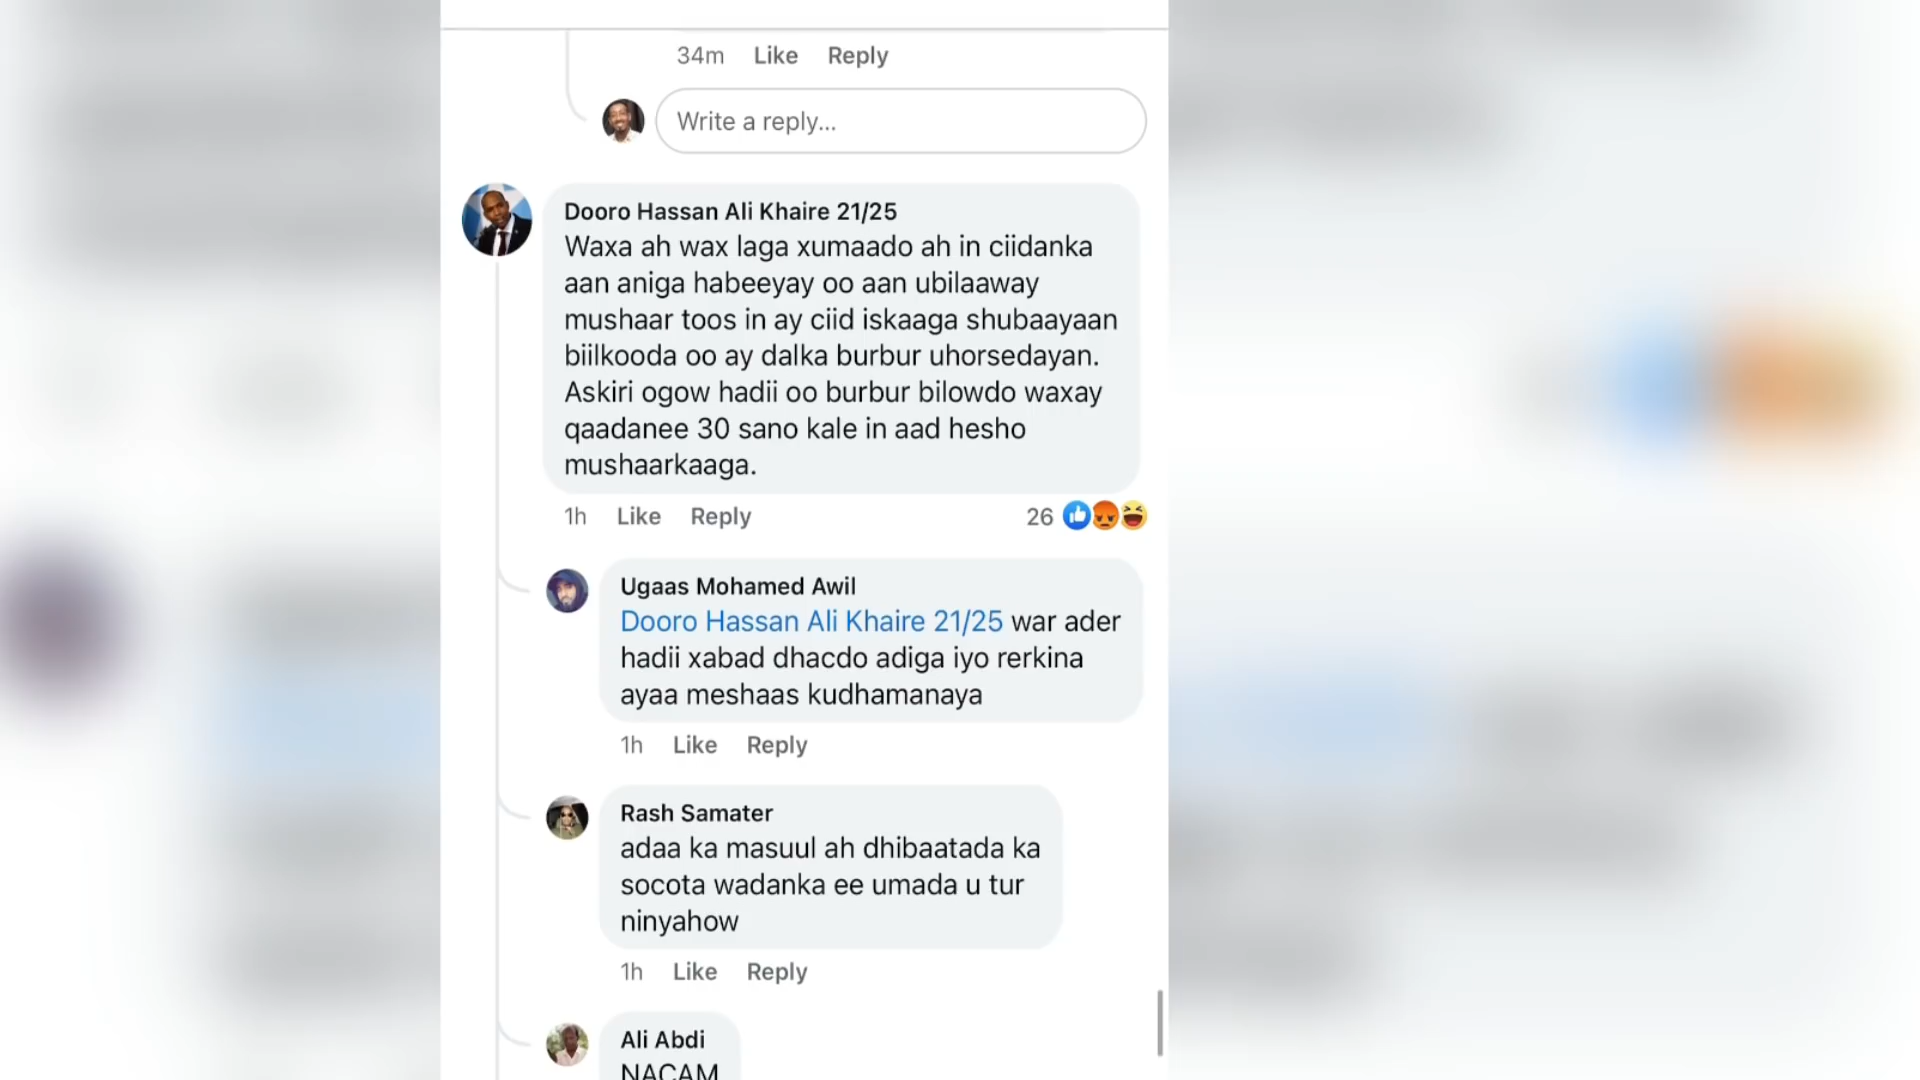 34m Like Reply
Write a reply...
Dooro Hassan Ali Khaire 21/25
Waxa ah wax laga xumaado ah in ciidanka
aan aniga habeeyay oo aan ubilaaway
mushaar toos in ay ciid iskaaga shubaayaan
biilkooda oo ay dalka burbur uhorsedayan.
Askiri ogow hadii oo burbur bilowdo waxay
qaadanee 30 sano kale in aad hesho
mushaarkaaga.
1h Like Reply 26
Ugaas Mohamed Awil
Dooro Hassan Ali Khaire 21/25 war ader
hadii xabad dhacdo adiga iyo rerkina
ayaa meshaas kudhamanaya
1h Like Reply
Rash Samater
adaa ka masuul ah dhibaatada ka
socota wadanka ee umada u tur
ninyahow
1h Like Reply
Ali Abdi
NACAM